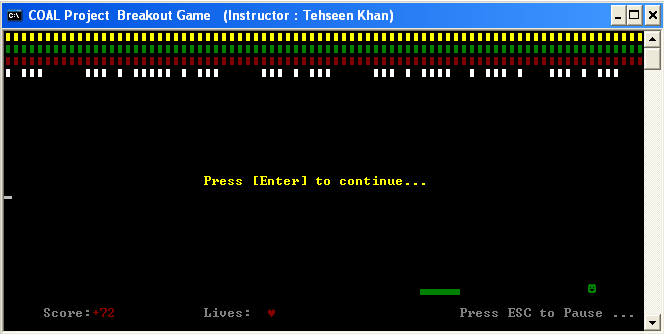 COAL Project Breakout Game (Instructor : Tehseen Khan)
Press [Enter] to continue...
Score:+72 Lives: ♥ Press ESC to Pause ...